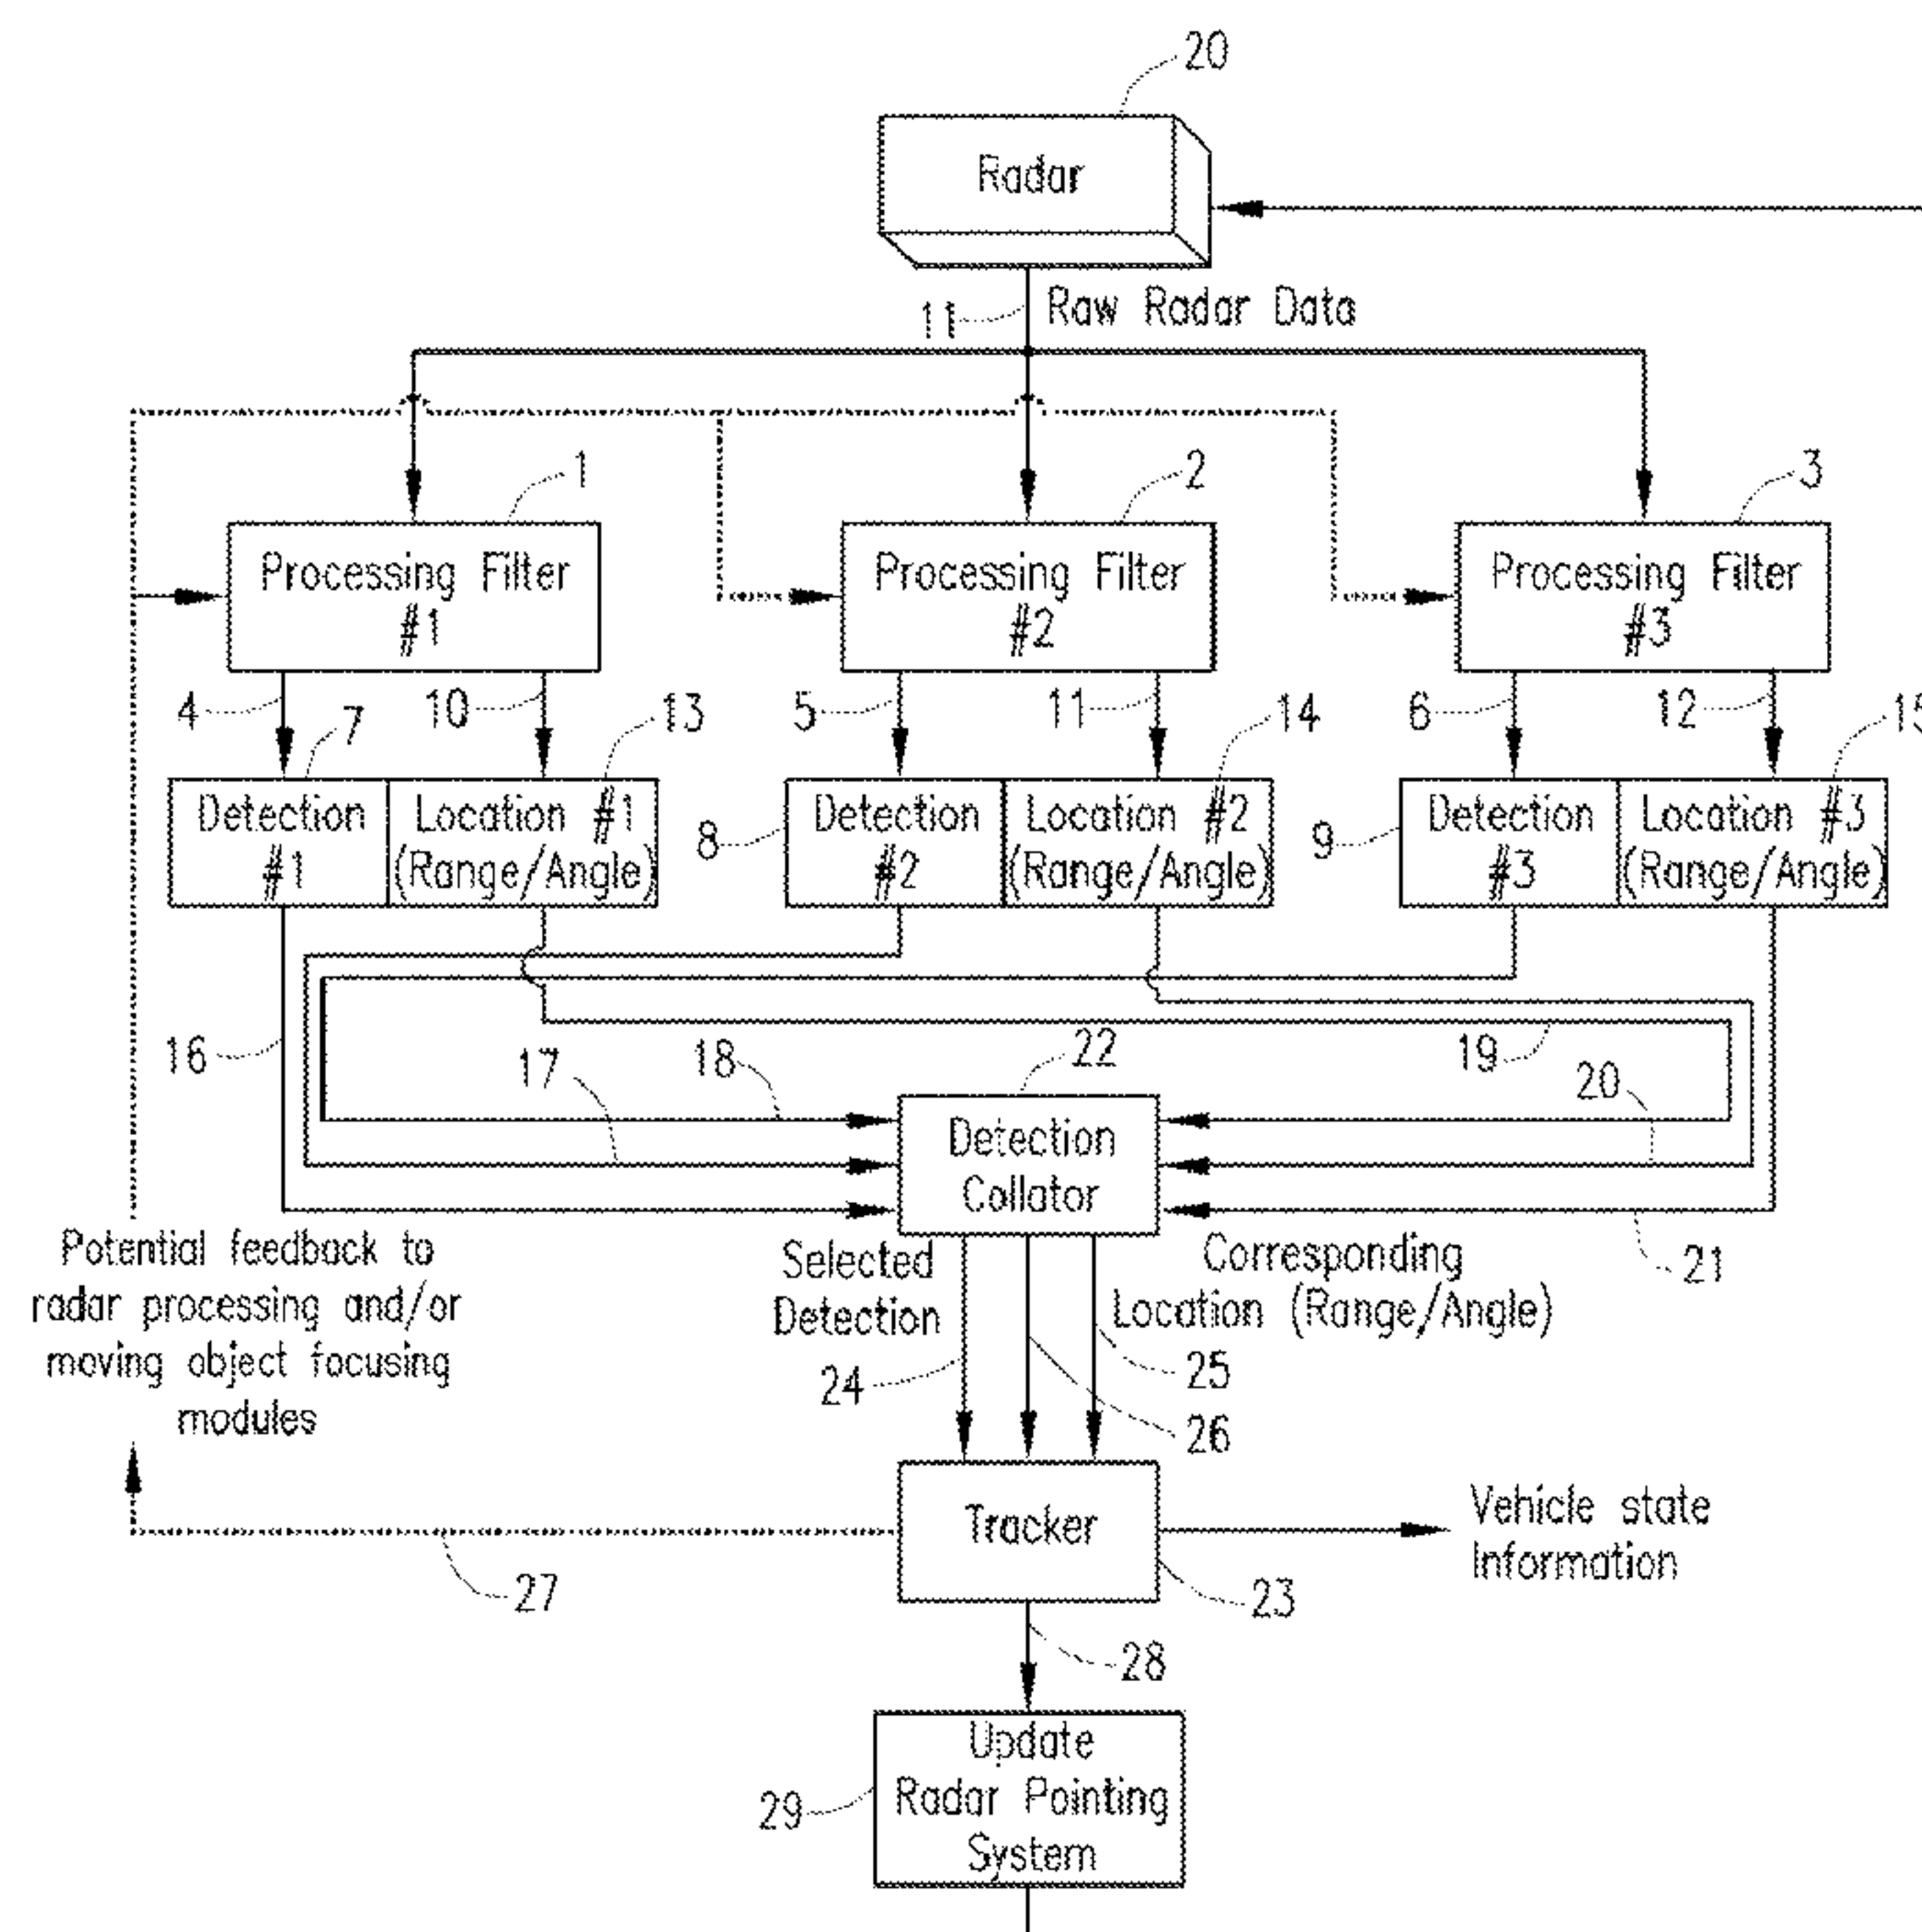 20
Radar
11 Raw Radar Data
1 2 3
Processing Filter #1
Processing Filter #2
Processing Filter #3
4 7 10 13 5 11 14 6 12 15
Detection #1
Location #1
(Range/Angle)
8
Detection #2
Location #2
(Range/Angle)
9
Detection #3
Location #3
(Range/Angle)
16 17 18 22 19 20
Detection
Collator
Potential feedback to
radar processing and/or
moving object focusing
modules
Selected
Detection
Corresponding
Location (Range/Angle)
21
24 25
26
Tracker
Vehicle state
Information
27 23
28
Update
Radar Pointing
System
29